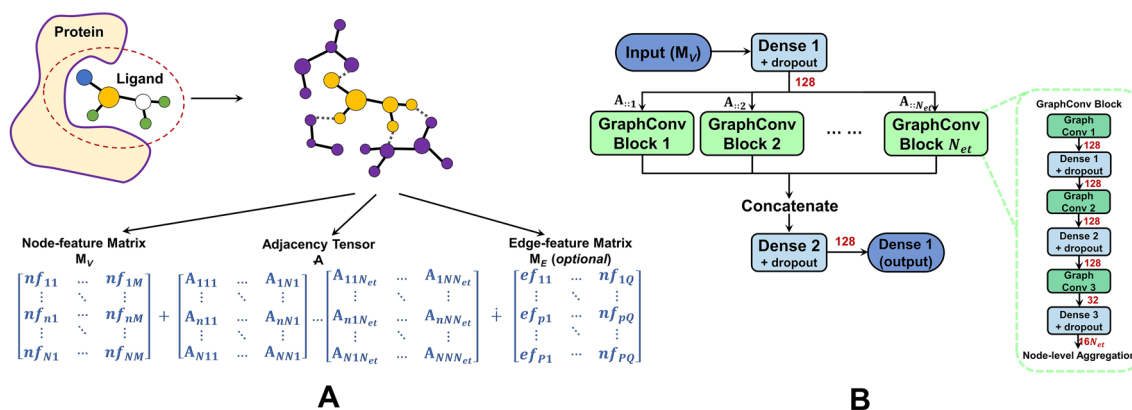 Protein
Ligand
Node-feature Matrix
M_V
Adjacency Tensor
A
Edge-feature Matrix
M_E (optional)
nf_11 ... nf_1M
⋮ ⋱ ⋮
nf_n1 ... nf_nM
⋮ ⋱ ⋮
nf_N1 ... nf_NM
+
A_111 ... A_1N1
⋮ ⋱ ⋮
A_n11 ... A_nN1
⋮ ⋱ ⋮
A_N11 ... A_NN1
...
A_11N_et ... A_1NN_et
⋮ ⋱ ⋮
A_n1N_et ... A_nNN_et
⋮ ⋱ ⋮
A_N1N_et ... A_NNN_et
+
ef_11 ... nf_1Q
⋮ ⋱ ⋮
ef_p1 ... nf_pQ
⋮ ⋱ ⋮
ef_P1 ... nf_PQ
A
Input (M_V)
Dense 1
+ dropout
128
A_::1
A_::2
A_::N_et
GraphConv
Block 1
GraphConv
Block 2
... ...
GraphConv
Block N_et
Concatenate
Dense 2
+ dropout
128
Dense 1
(output)
B
GraphConv Block
Graph
Conv 1
128
Dense 1
+ dropout
128
Graph
Conv 2
128
Dense 2
+ dropout
128
Graph
Conv 3
32
Dense 3
+ dropout
16N_et
Node-level Aggregation